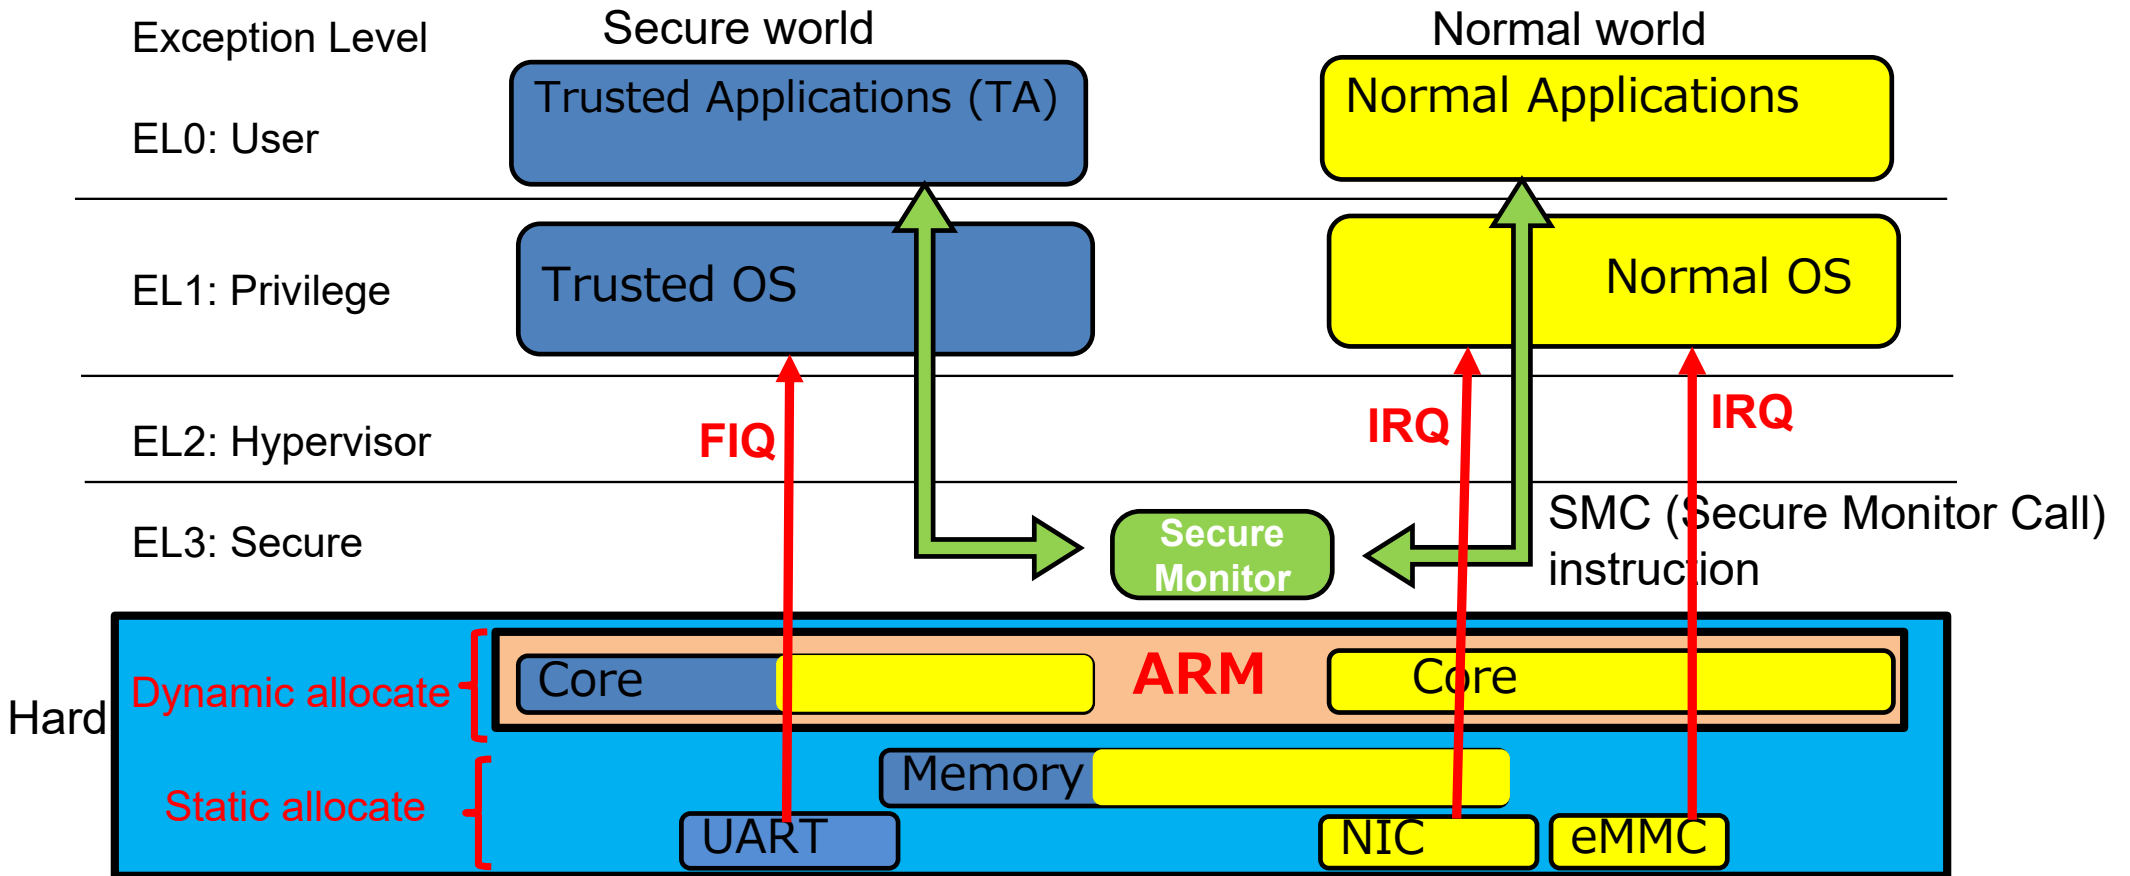 Exception Level
Secure world
Normal world
Trusted Applications (TA)
Normal Applications
EL0: User
Trusted OS
Normal OS
EL1: Privilege
FIQ
IRQ
IRQ
EL2: Hypervisor
EL3: Secure
Secure
Monitor
SMC (Secure Monitor Call)
instruction
Hard
Dynamic allocate
Core
ARM
Core
Static allocate
Memory
UART
NIC
eMMC